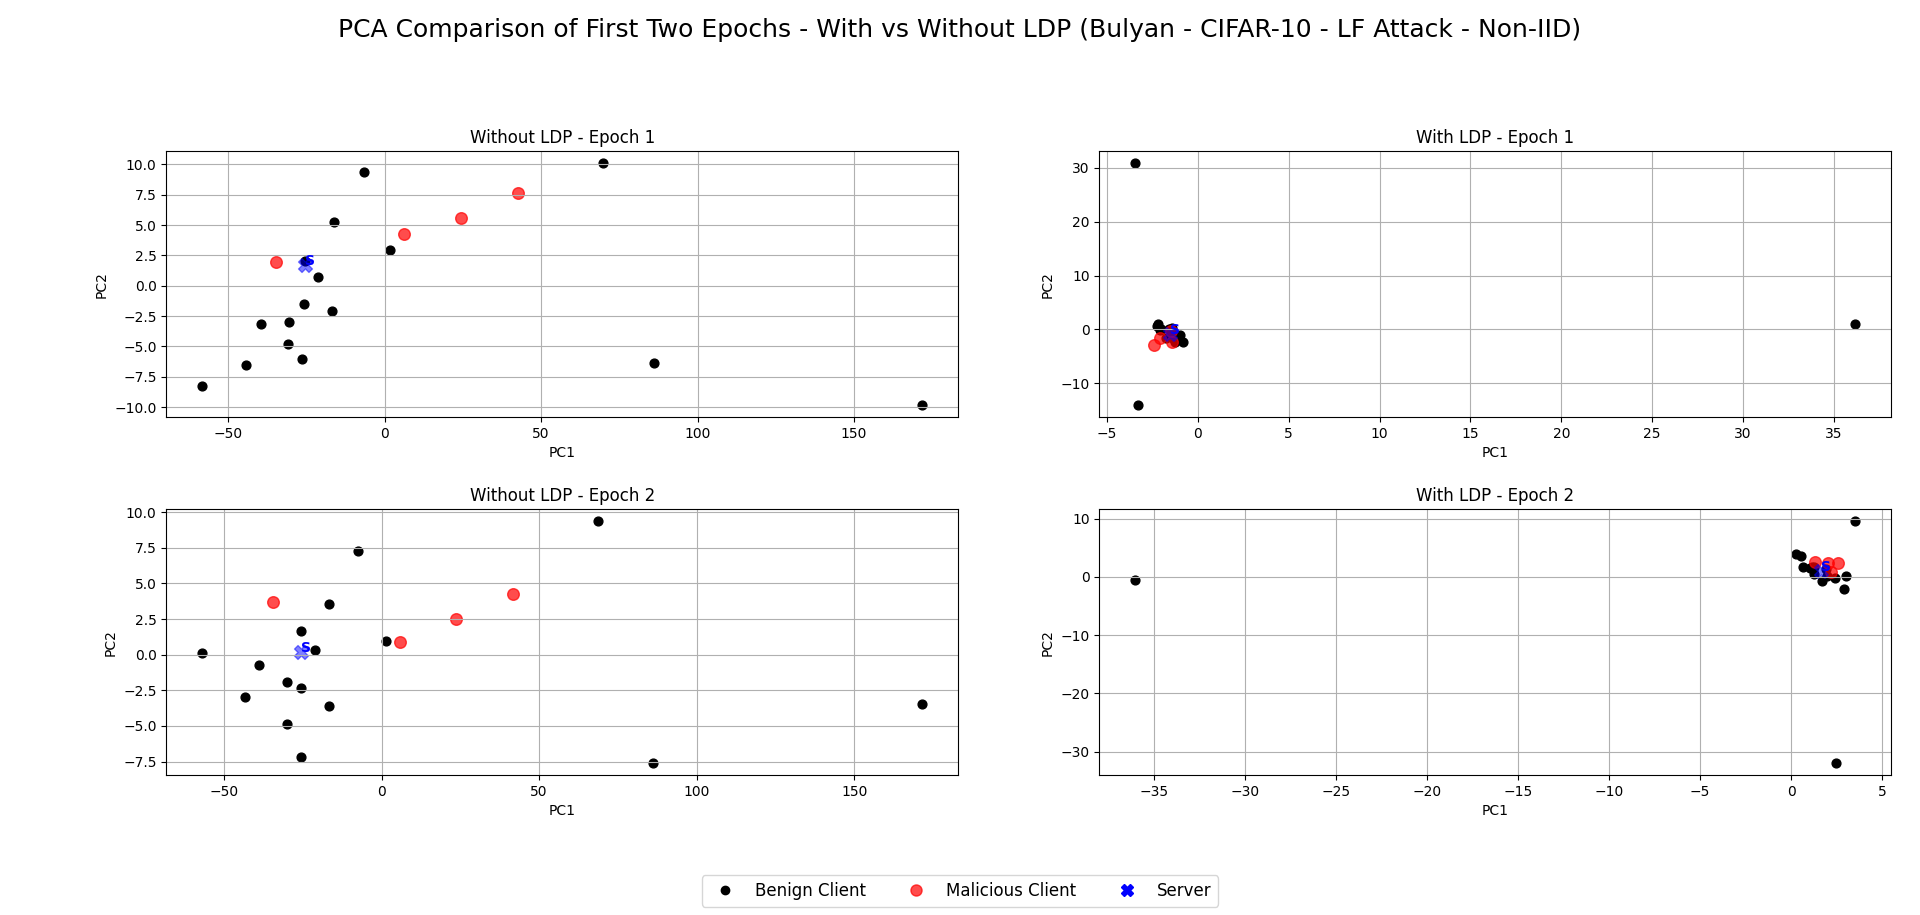 PCA Comparison of First Two Epochs - With vs Without LDP (Bulyan - CIFAR-10 - LF Attack - Non-IID)
Without LDP - Epoch 1
10.0
7.5
5.0
2.5
0.0
−2.5
−5.0
−7.5
−10.0
PC2
S
−50 0 50 100 150
PC1
With LDP - Epoch 1
30
20
10
0
−10
PC2
S
−5 0 5 10 15 20 25 30 35
PC1
Without LDP - Epoch 2
10.0
7.5
5.0
2.5
0.0
−2.5
−5.0
−7.5
PC2
S
−50 0 50 100 150
PC1
With LDP - Epoch 2
10
0
−10
−20
−30
PC2
S
−35 −30 −25 −20 −15 −10 −5 0 5
PC1
Benign Client Malicious Client Server